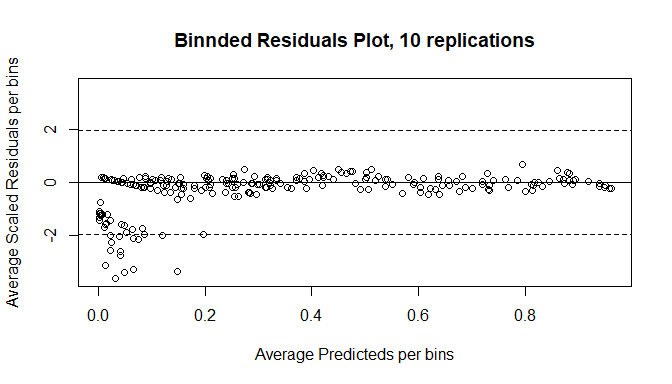 Binnded Residuals Plot, 10 replications
Average Scaled Residuals per bins
2
0
-2
0.0 0.2 0.4 0.6 0.8
Average Predicteds per bins